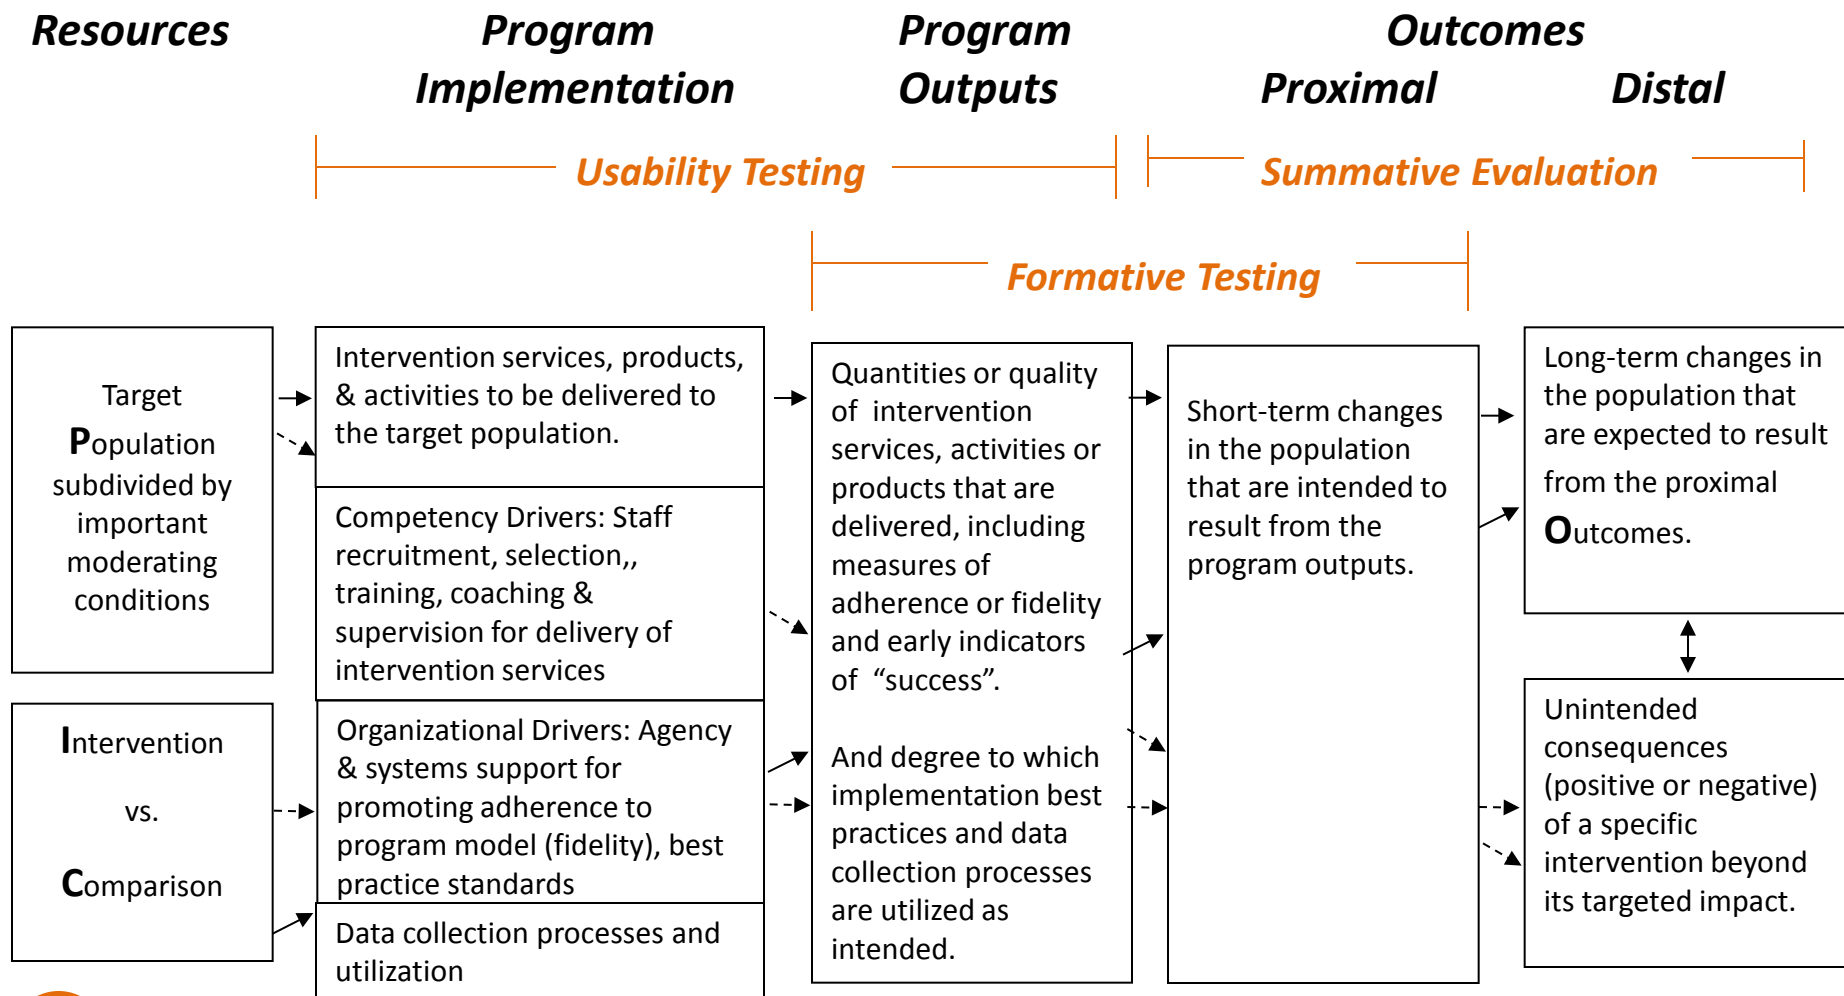 Resources
Program
Implementation
Program
Outputs
Outcomes
Proximal
Distal
Usability Testing
Summative Evaluation
Formative Testing
Target
Population
subdivided by
important
moderating
conditions
Intervention
vs.
Comparison
Intervention services, products,
& activities to be delivered to
the target population.
Competency Drivers: Staff
recruitment, selection,,
training, coaching &
supervision for delivery of
intervention services
Organizational Drivers: Agency
& systems support for
promoting adherence to
program model (fidelity), best
practice standards
Data collection processes and
utilization
Quantities or quality
of intervention
services, activities or
products that are
delivered, including
measures of
adherence or fidelity
and early indicators
of “success”.
And degree to which
implementation best
practices and data
collection processes
are utilized as
intended.
Short-term changes
in the population
that are intended to
result from the
program outputs.
Long-term changes in
the population that
are expected to result
from the proximal
Outcomes.
Unintended
consequences
(positive or negative)
of a specific
intervention beyond
its targeted impact.